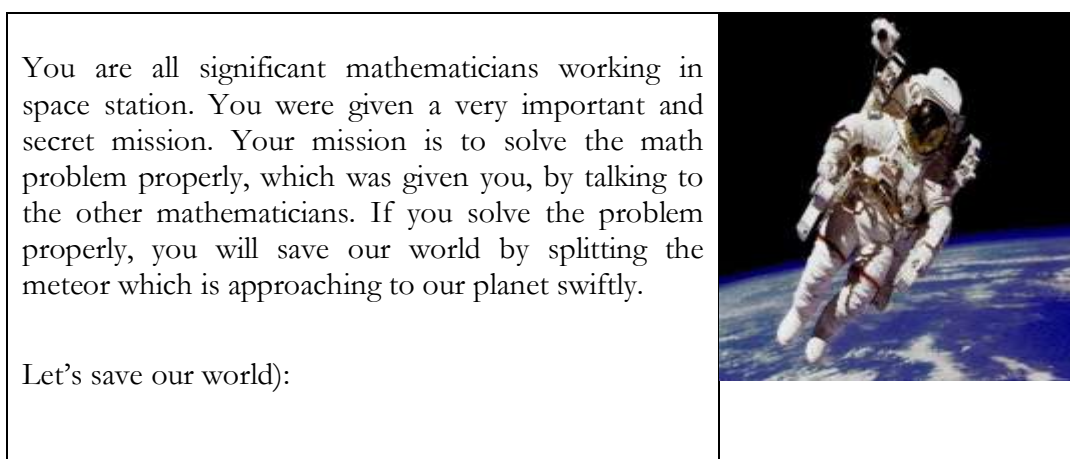 You are all significant mathematicians working in
space station. You were given a very important and
secret mission. Your mission is to solve the math
problem properly, which was given you, by talking to
the other mathematicians. If you solve the problem
properly, you will save our world by splitting the
meteor which is approaching to our planet swiftly.
Let’s save our world):